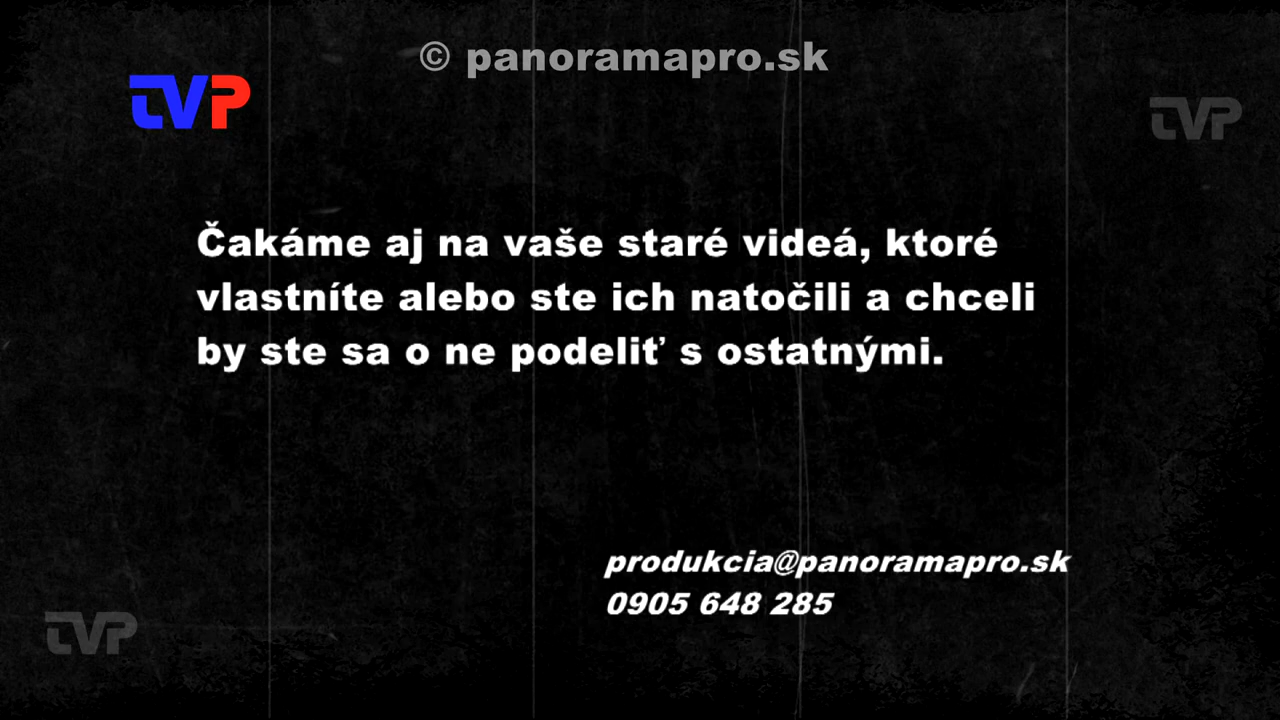 © panoramapro.sk
TVP
TVP
Čakáme aj na vaše staré videá, ktoré
vlastníte alebo ste ich natočili a chceli
by ste sa o ne podeliť s ostatnými.
produkcia@panoramapro.sk
0905 648 285
TVP